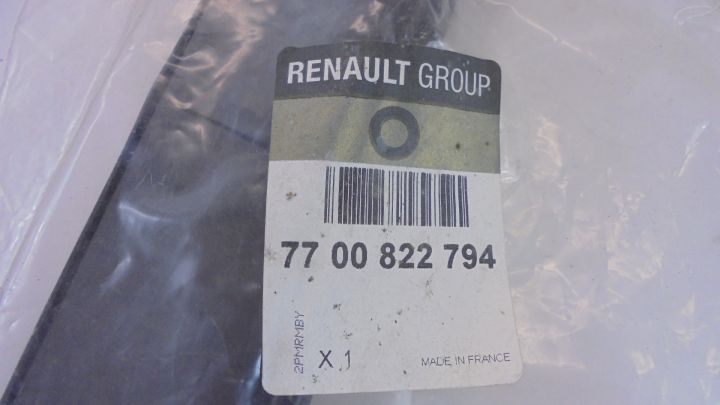 RENAULT GROUP
77 00 822 794
2PMRMBY
X 1
MADE IN FRANCE